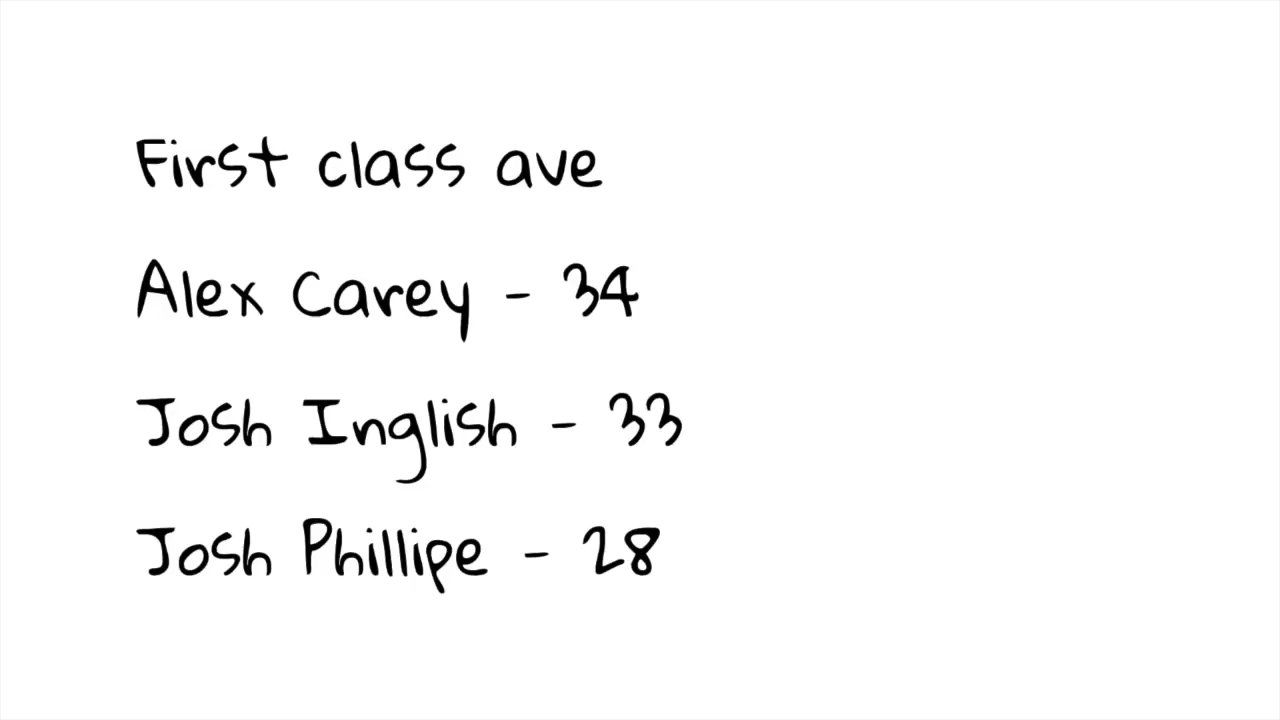 First class ave
Alex Carey - 34
Josh Inglish - 33
Josh Phillipe - 28